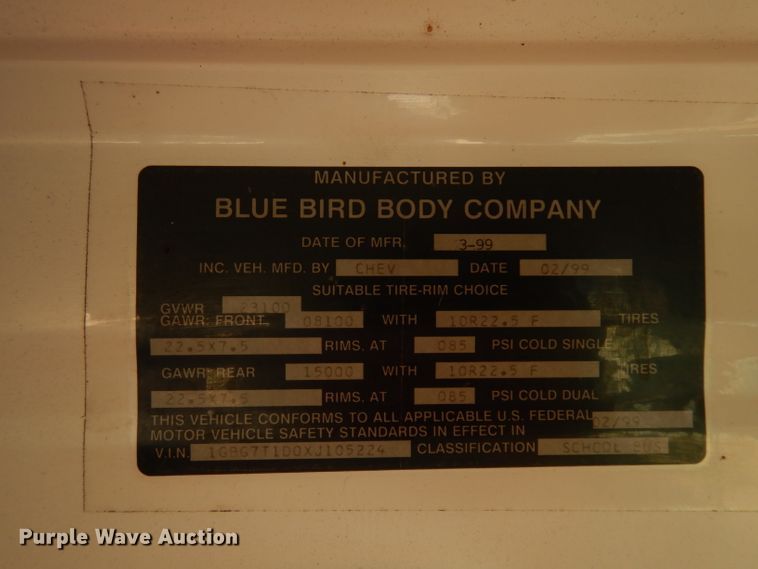 MANUFACTURED BY
BLUE BIRD BODY COMPANY
DATE OF MFR. 3-99
INC. VEH. MFD. BY CHEV DATE 02/99
SUITABLE TIRE-RIM CHOICE
GVWR 23100
GAWR: FRONT 08100 WITH 10R22.5 F TIRES
22.5X7.5 RIMS. AT 085 PSI COLD SINGLE
GAWR: REAR 15000 WITH 10R22.5 F TIRES
22.5X7.5 RIMS. AT 085 PSI COLD DUAL
THIS VEHICLE CONFORMS TO ALL APPLICABLE U.S. FEDERAL
MOTOR VEHICLE SAFETY STANDARDS IN EFFECT IN 02/99
V.I.N. 1GBG7T1D0XJ105224 CLASSIFICATION SCHOOL BUS
Purple Wave Auction